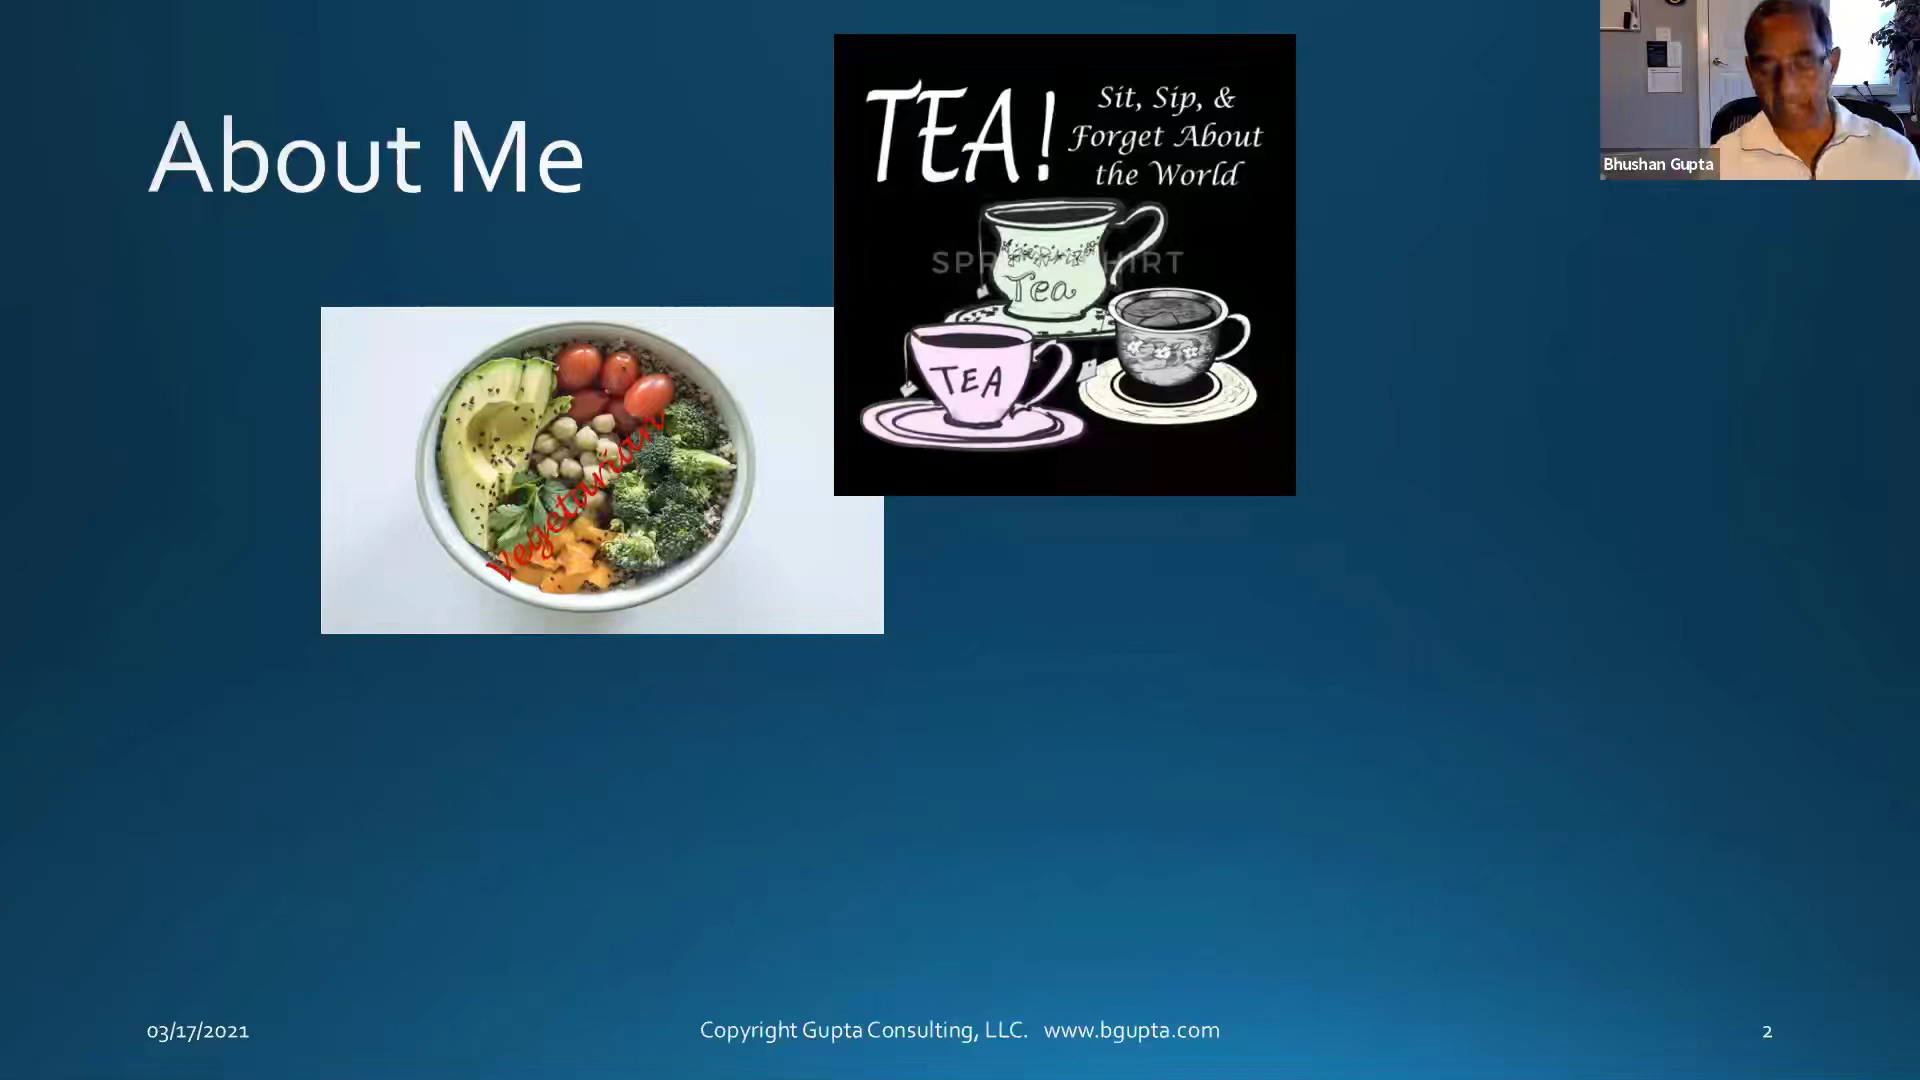 About Me
TEA!
Sit, Sip, &
Forget About
the World
Tea
TEA
Vegetarian
Bhushan Gupta
03/17/2021
Copyright Gupta Consulting, LLC. www.bgupta.com
2